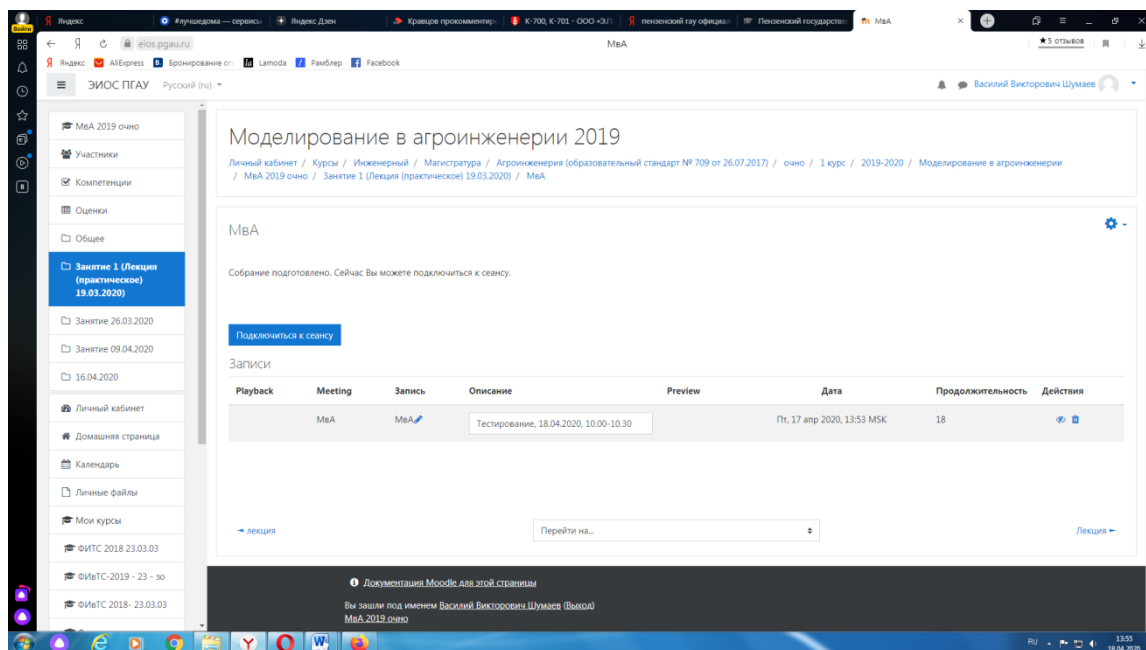 Яндекс
#лучшедома — сервисы
Яндекс.Дзен
Кравцов прокомментир
К-700, К-701 - ООО «З.Г
пензенский гау официал
Пензенский государстве
МвА
Войти
eios.pgau.ru
МвА
★5 отзывов
Яндекс
AliExpress
Бронирование от
Lamoda
Рамблер
Facebook
ЭИОС ПГАУ Русский (ru)
Василий Викторович Шумаев
МвА 2019 очно
Участники
Компетенции
Оценки
Общее
Занятие 1 (Лекция
(практическое)
19.03.2020)
Занятие 26.03.2020
Занятие 09.04.2020
16.04.2020
Личный кабинет
Домашняя страница
Календарь
Личные файлы
Мои курсы
ФИТС 2018 23.03.03
ФИвТС-2019 - 23 - зо
ФИвТС 2018- 23.03.03
Моделирование в агроинженерии 2019
Личный кабинет / Курсы / Инженерный / Магистратура / Агроинженерия (образовательный стандарт № 709 от 26.07.2017) / очно / 1 курс / 2019-2020 / Моделирование в агроинженерии
/ МвА 2019 очно / Занятие 1 (Лекция (практическое) 19.03.2020) / МвА
МвА
Собрание подготовлено. Сейчас Вы можете подключиться к сеансу.
Подключиться к сеансу
Записи
Playback Meeting Запись Описание Preview Дата Продолжительность Действия
МвА МвА Тестирование, 18.04.2020, 10.00-10.30 Пт, 17 апр 2020, 13:53 MSK 18
◄ лекция
Перейти на...
Лекция ►
Документация Moodle для этой страницы
Вы зашли под именем Василий Викторович Шумаев (Выход)
МвА 2019 очно
RU
13:55
18.04.2020